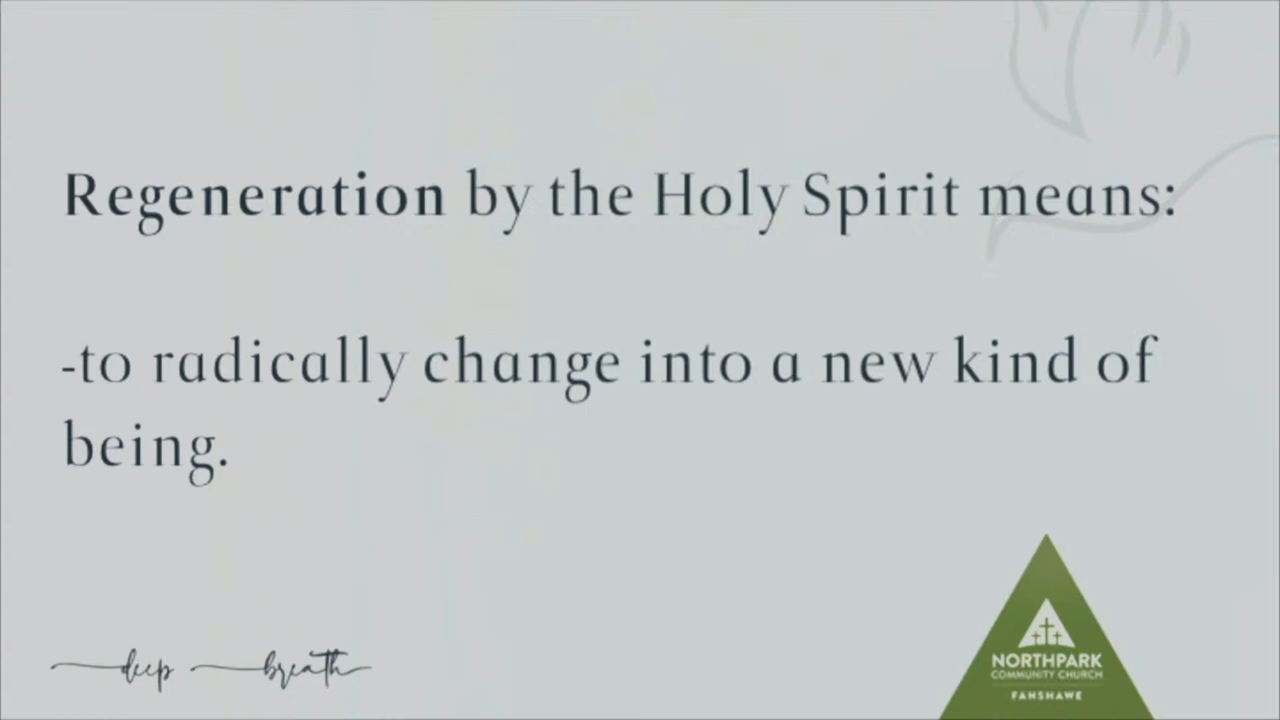 Regeneration by the Holy Spirit means:
-to radically change into a new kind of
being.
deep breath
NORTHPARK
COMMUNITY CHURCH
FANSHAWE